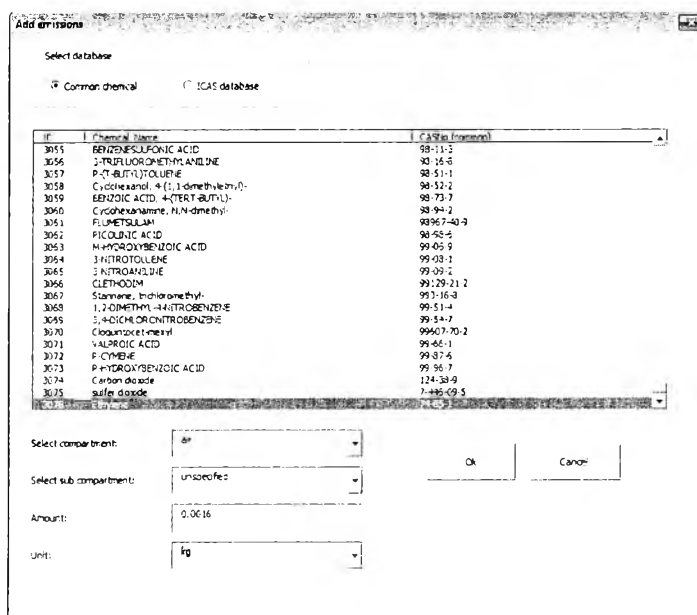 Add emissions
Select database
Common chemical ICAS database
ID Chemical Name CASNo (common)
3055 BENZENESULFONIC ACID 98-11-3
3056 3-TRIFLUOROMETHYLANILINE 98-16-8
3057 P-(T-BUTYL)TOLUENE 98-51-1
3058 Cyclohexanol, 4-(1,1-dimethylethyl)- 98-52-2
3059 BENZOIC ACID, 4-(TERT-BUTYL)- 98-73-7
3060 Cyclohexanamine, N,N-dimethyl- 98-94-2
3061 FLUMETSULAM 98967-40-9
3062 PICOLINIC ACID 98-98-6
3063 M-HYDROXYBENZOIC ACID 99-06-9
3064 3-NITROTOLUENE 99-08-1
3065 3-NITROANILINE 99-09-2
3066 CLETHODIM 99129-21-2
3067 Stannane, trichloromethyl- 993-16-8
3068 1,2-DIMETHYL-4-NITROBENZENE 99-51-4
3069 3,4-DICHLORONITROBENZENE 99-54-7
3070 Cloquintocet-mexyl 99607-70-2
3071 VALPROIC ACID 99-66-1
3072 P-CYMENE 99-87-6
3073 P-HYDROXYBENZOIC ACID 99-96-7
3074 Carbon dioxide 124-38-9
3075 sulfer dioxide 7-446-09-5
Select compartment: air
Ok Cancel
Select sub compartment: unspecified
Amount: 0.0016
Unit: kg